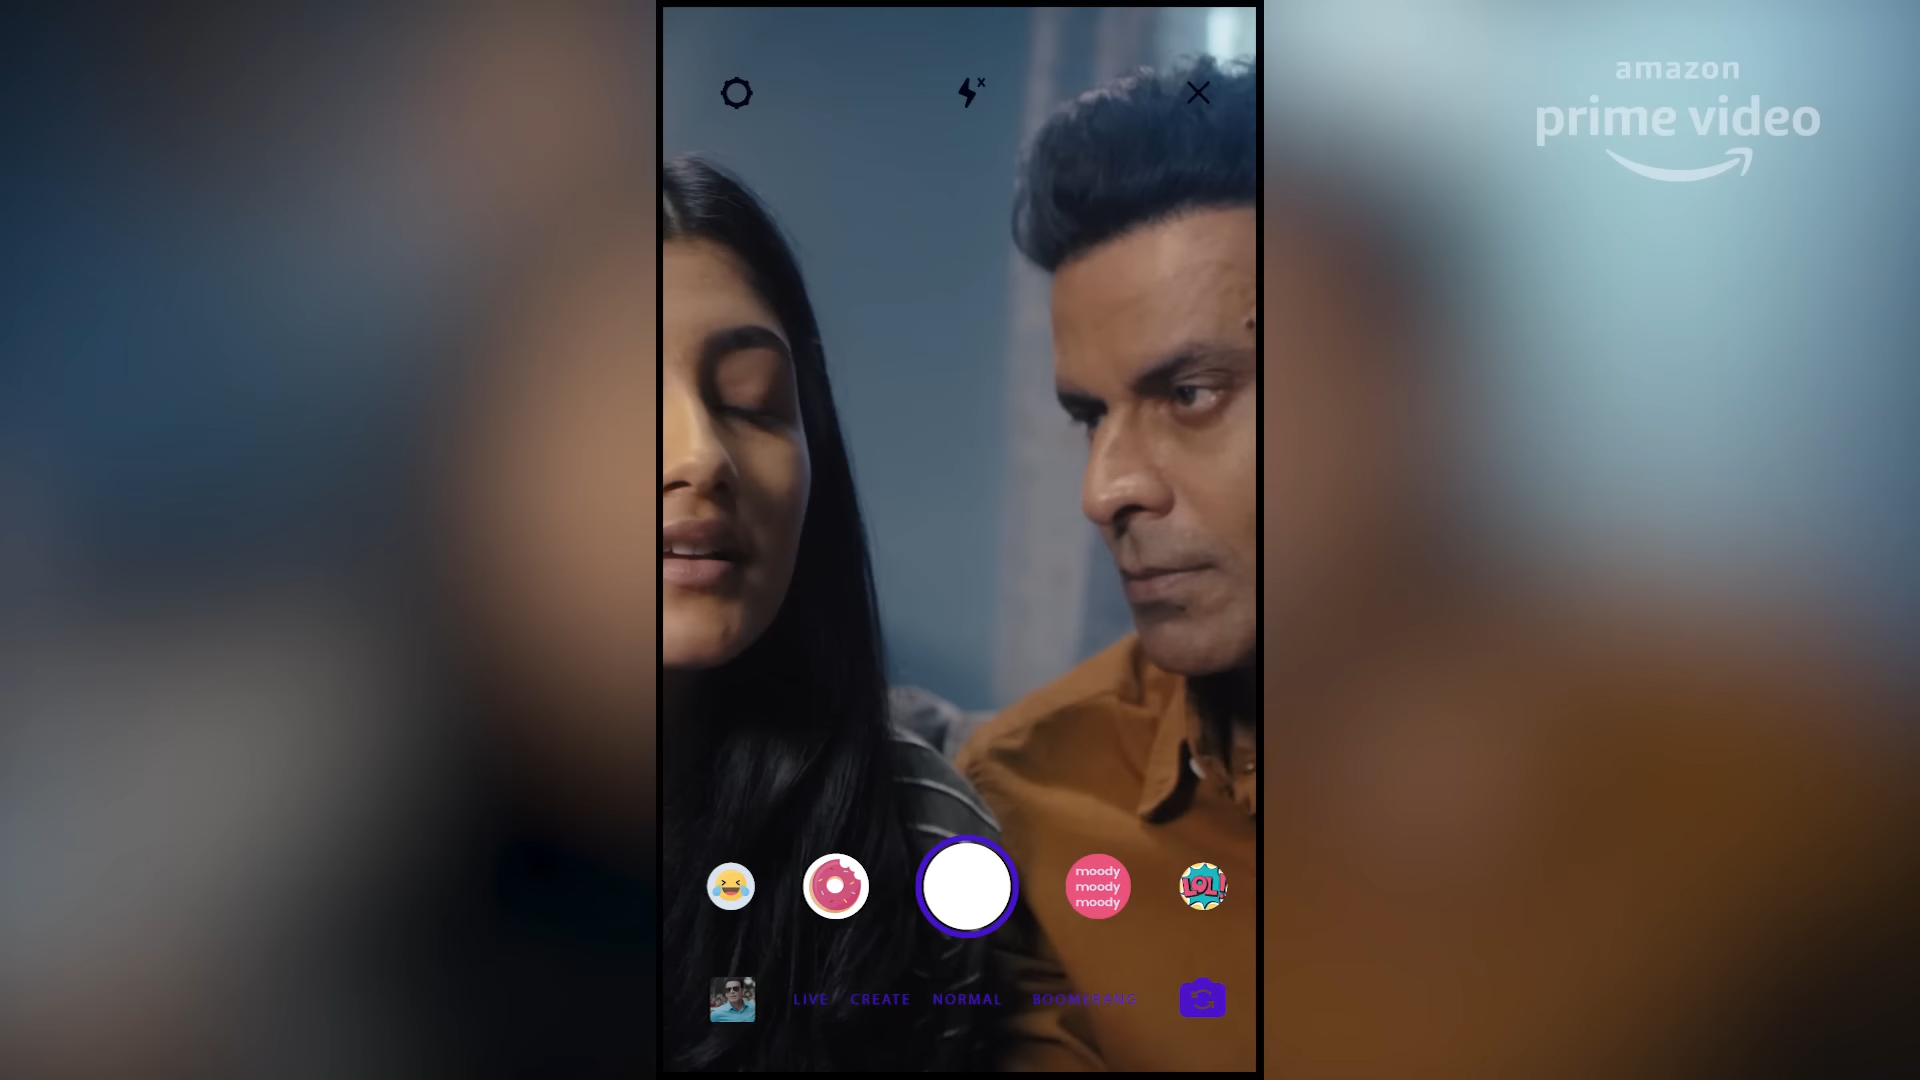 amazon
prime video
moody
moody
moody
LOL!
LIVE CREATE NORMAL BOOMERANG